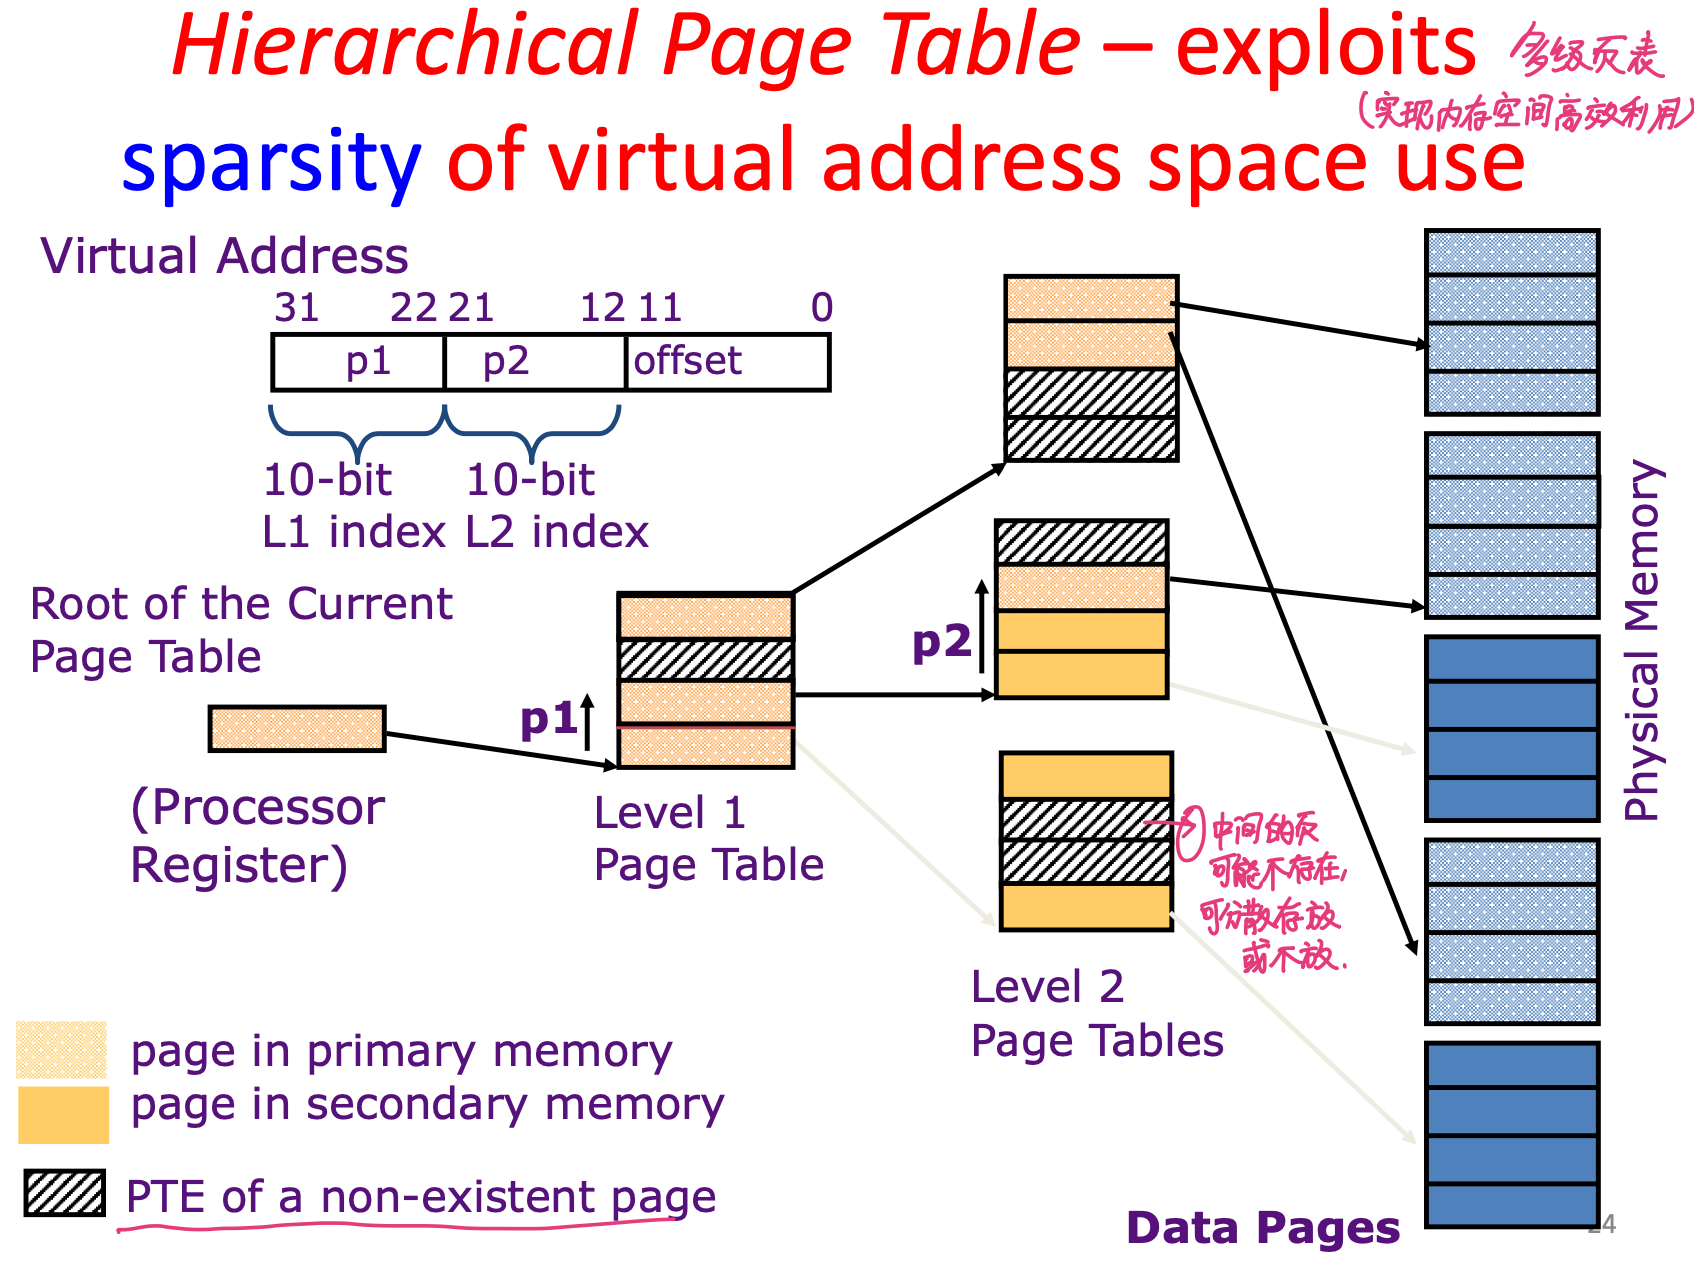 Hierarchical Page Table – exploits
多级页表
(实现内存空间高效利用)
sparsity of virtual address space use
Virtual Address
31 22 21 12 11 0
p1 p2 offset
10-bit
L1 index
10-bit
L2 index
Root of the Current
Page Table
(Processor
Register)
p1
Level 1
Page Table
p2
中间的页
可能不存在,
可分散存放
或不放.
Level 2
Page Tables
Physical Memory
page in primary memory
page in secondary memory
PTE of a non-existent page
Data Pages
24